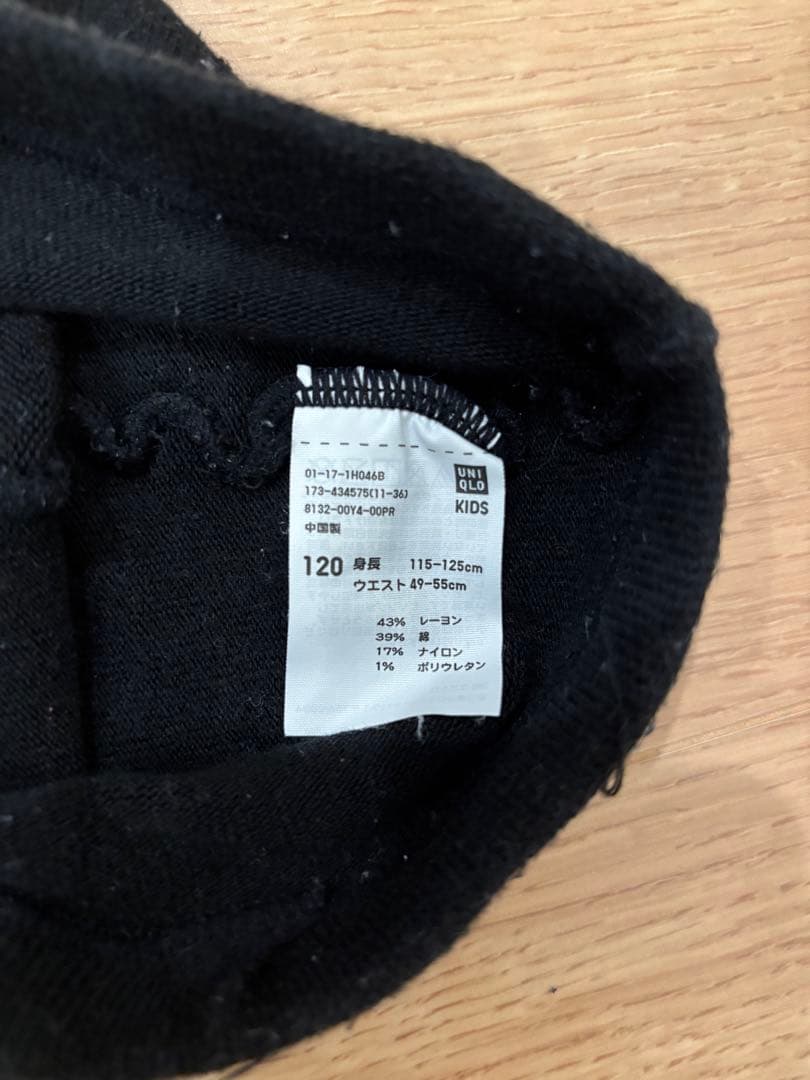 01-17-1H046B
173-434575(11-36)
8132-00Y4-00PR
中国製
UNI
QLO
KIDS
120 身長 115-125cm
ウエスト 49-55cm
43% レーヨン
39% 綿
17% ナイロン
1% ポリウレタン